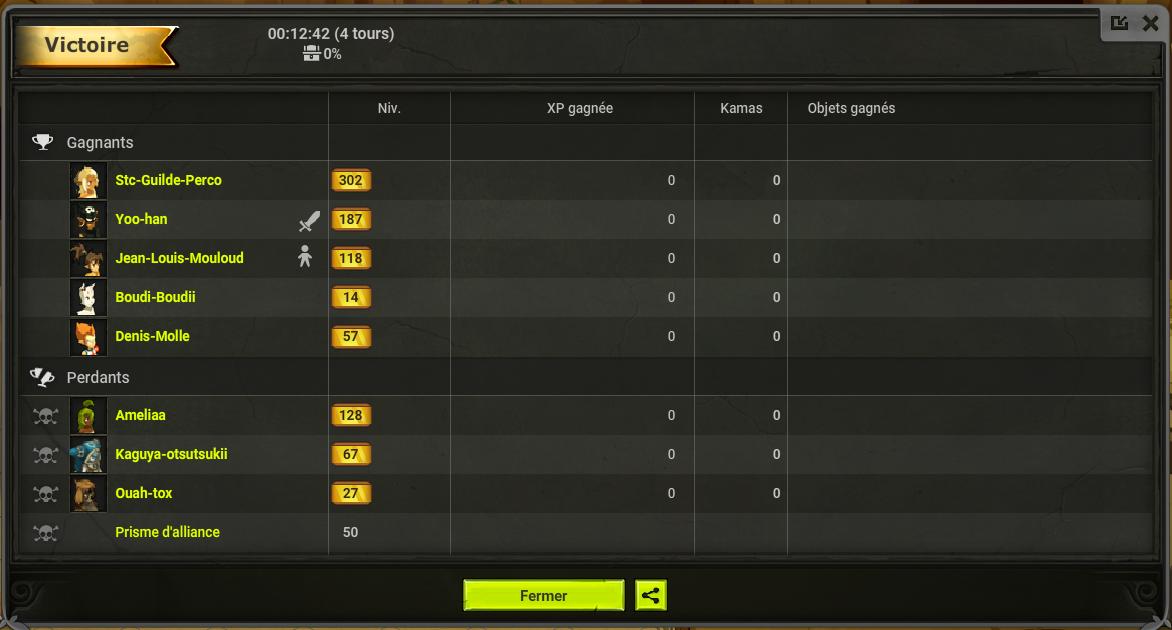 Victoire
00:12:42 (4 tours)
0%
Niv. XP gagnée Kamas Objets gagnés
Gagnants
Stc-Guilde-Perco 302 0 0
Yoo-han 187 0 0
Jean-Louis-Mouloud 118 0 0
Boudi-Boudii 14 0 0
Denis-Molle 57 0 0
Perdants
Ameliaa 128 0 0
Kaguya-otsutsukii 67 0 0
Ouah-tox 27 0 0
Prisme d'alliance 50
Fermer